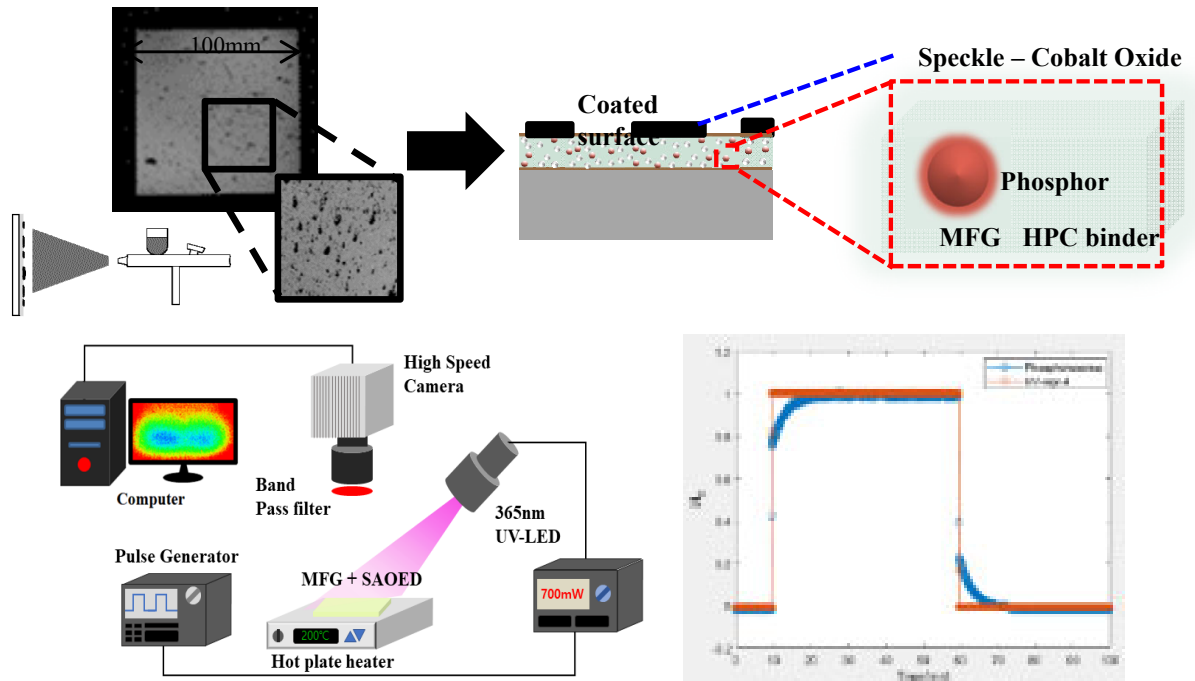 100mm
Speckle – Cobalt Oxide
Coated
surface
Phosphor
MFG HPC binder
High Speed
Camera
Computer
Band
Pass filter
365nm
UV-LED
Pulse Generator
MFG + SAOED
700mW
200℃
Hot plate heater
1.2
1
0.8
0.6
0.4
0.2
0
-0.2
0 10 20 30 40 50 60 70 80 90 100